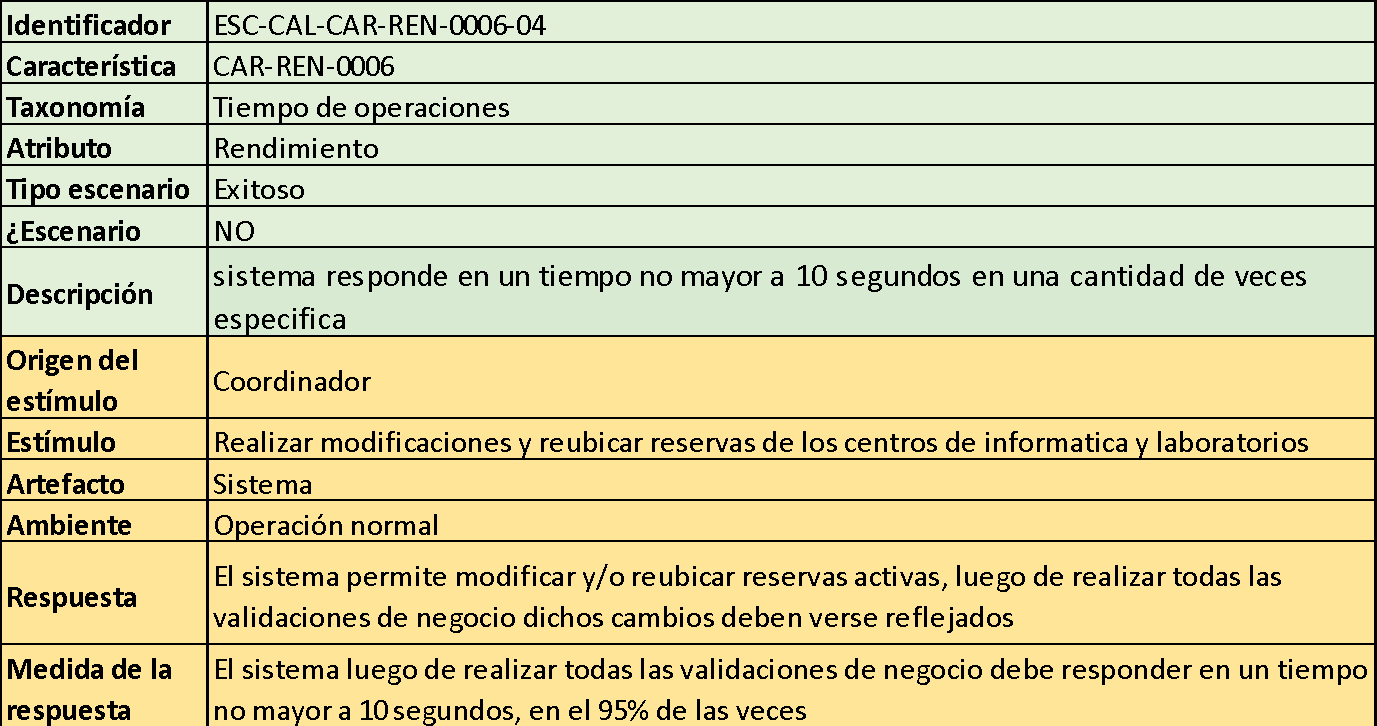 Identificador ESC-CAL-CAR-REN-0006-04
Característica CAR-REN-0006
Taxonomía Tiempo de operaciones
Atributo Rendimiento
Tipo escenario Exitoso
¿Escenario NO
Descripción
sistema responde en un tiempo no mayor a 10 segundos en una cantidad de veces
especifica
Origen del
estímulo
Coordinador
Estímulo Realizar modificaciones y reubicar reservas de los centros de informatica y laboratorios
Artefacto Sistema
Ambiente Operación normal
Respuesta
El sistema permite modificar y/o reubicar reservas activas, luego de realizar todas las
validaciones de negocio dichos cambios deben verse reflejados
Medida de la
respuesta
El sistema luego de realizar todas las validaciones de negocio debe responder en un tiempo
no mayor a 10 segundos, en el 95% de las veces